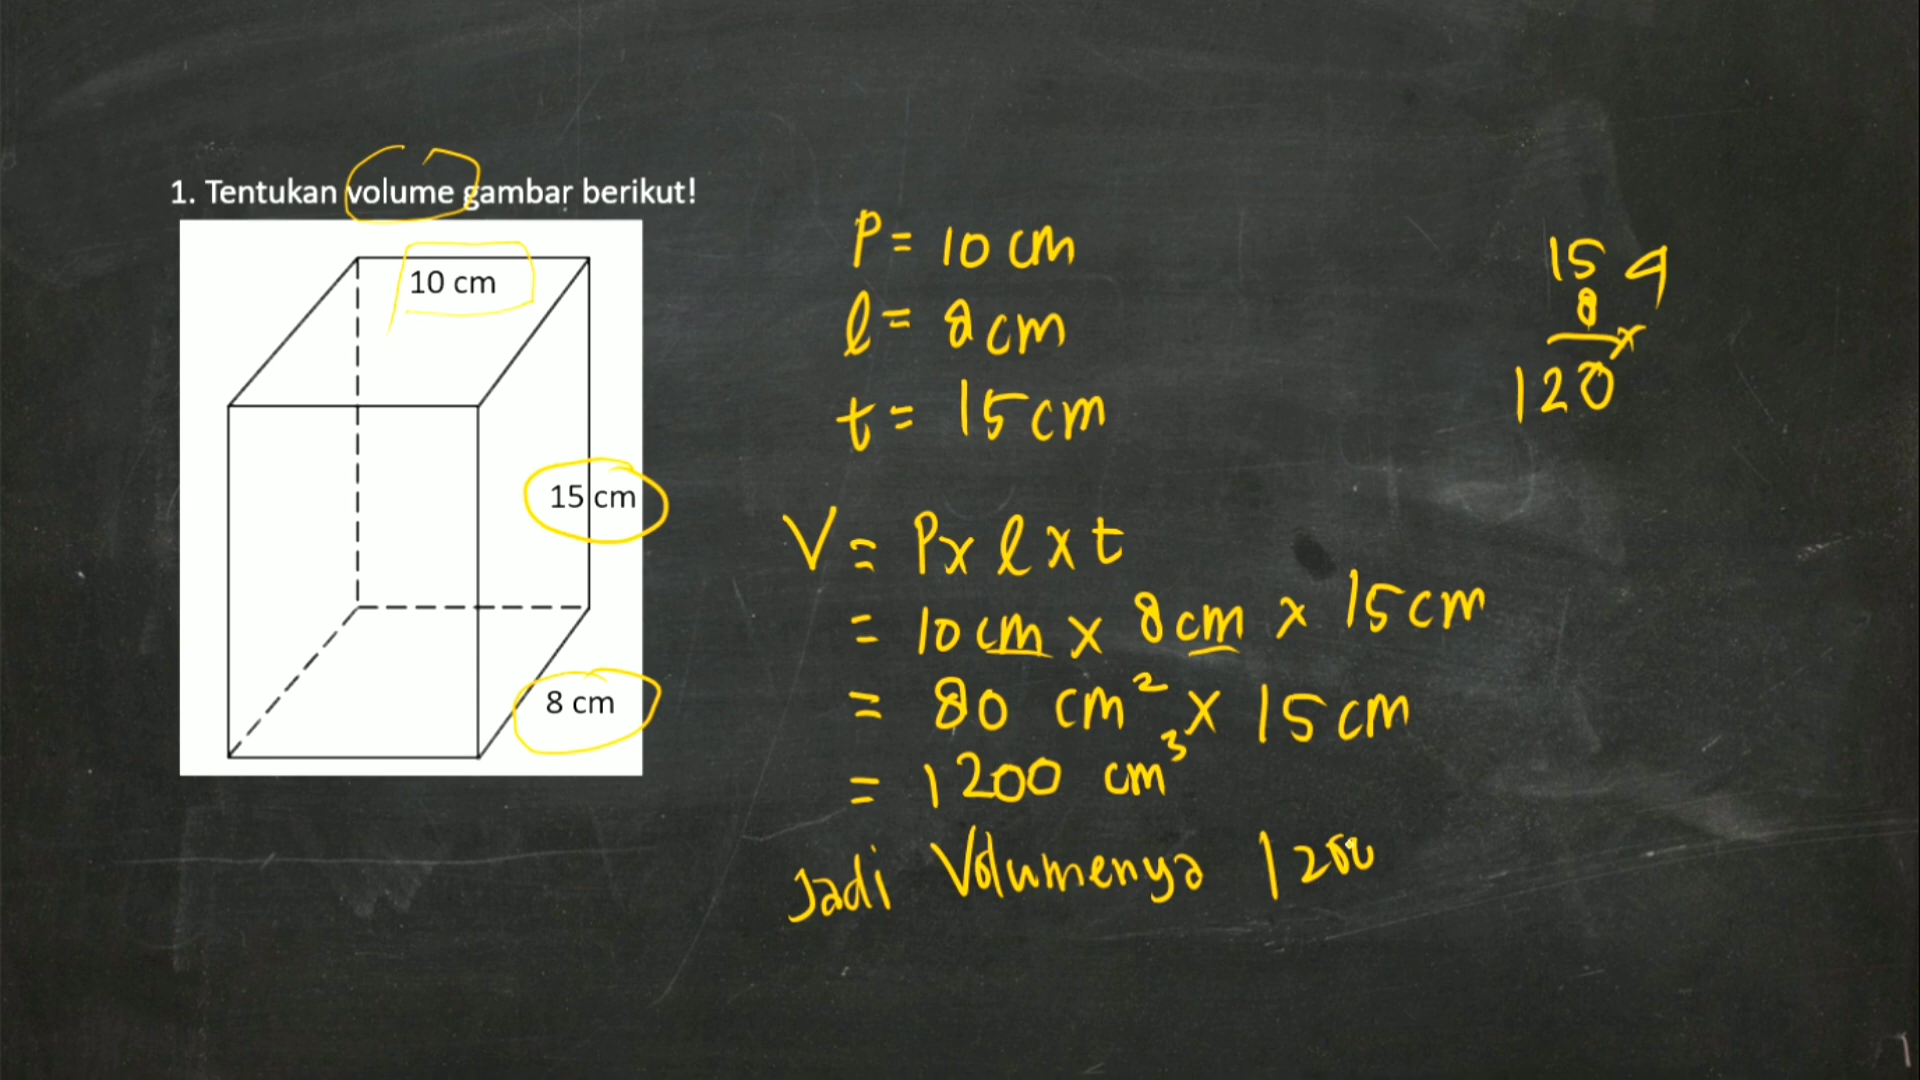 1. Tentukan volume gambar berikut!
10 cm
15 cm
8 cm
P = 10 cm
l = 8 cm
t = 15 cm
V = P x l x t
= 10 cm x 8 cm x 15 cm
= 80 cm² x 15 cm
= 1200 cm³
Jadi Volumenya 1200
15 4
8
x
120